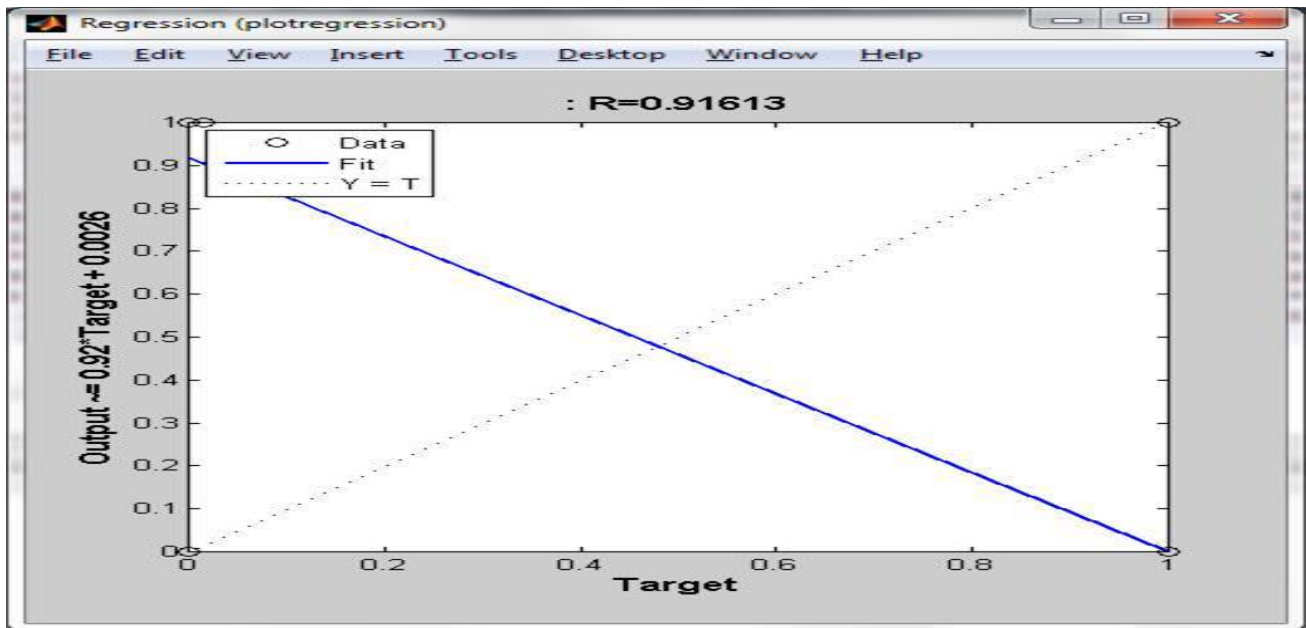 Regression (plotregression)
File Edit View Insert Tools Desktop Window Help
: R=0.91613
Data
Fit
Y = T
Output ~= 0.92*Target + 0.0026
1
0.9
0.8
0.7
0.6
0.5
0.4
0.3
0.2
0.1
0
0 0.2 0.4 0.6 0.8 1
Target